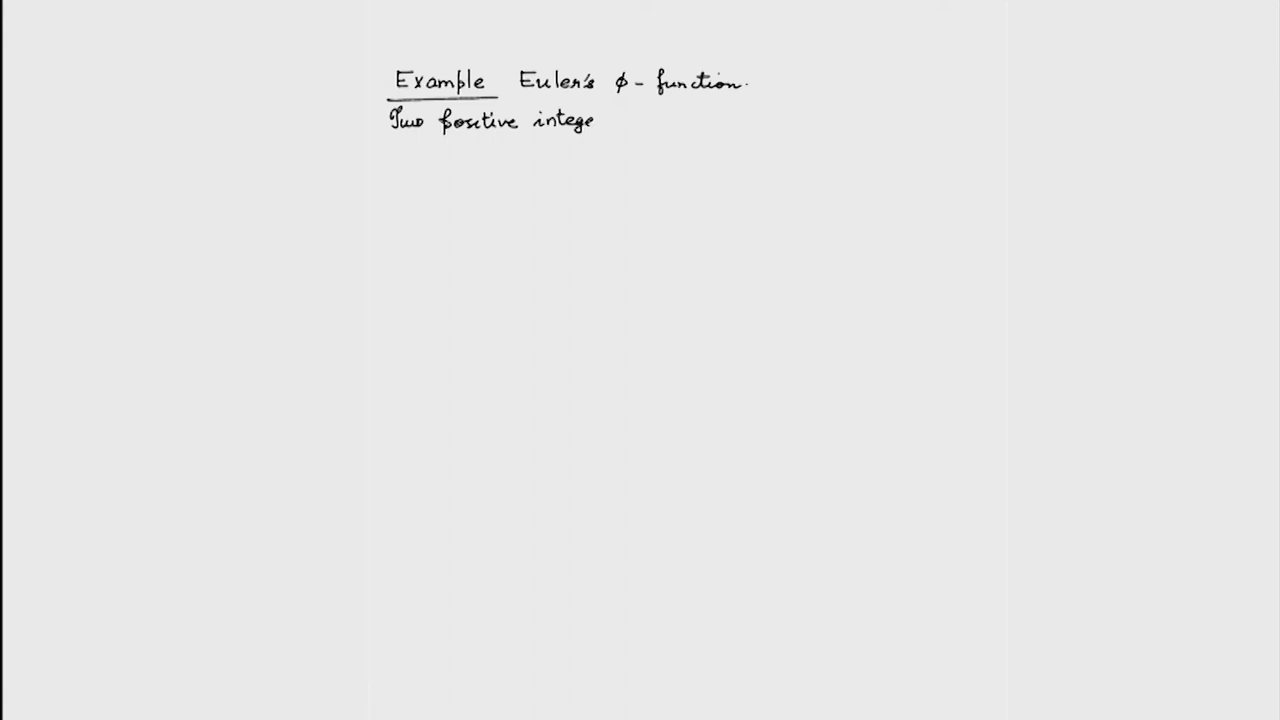 Example Euler's ϕ - function.
Two positive intege